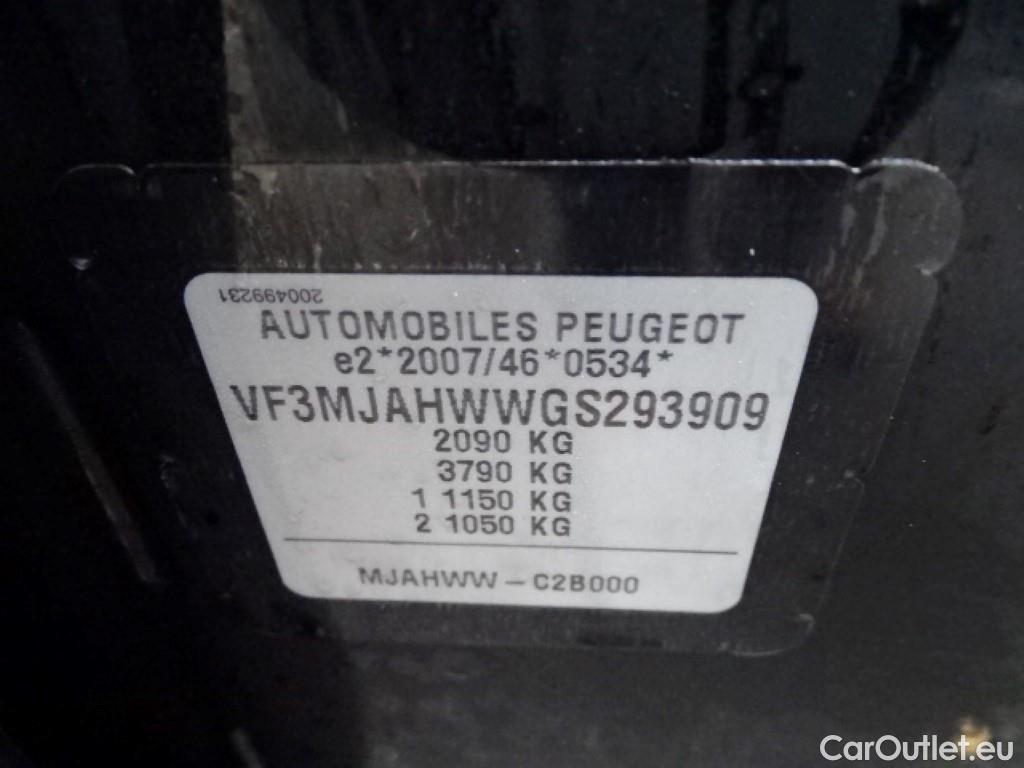 200499231
AUTOMOBILES PEUGEOT
e2*2007/46*0534*
VF3MJAHWWGS293909
2090 KG
3790 KG
1 1150 KG
2 1050 KG
MJAHWW – C2B000
CarOutlet.eu